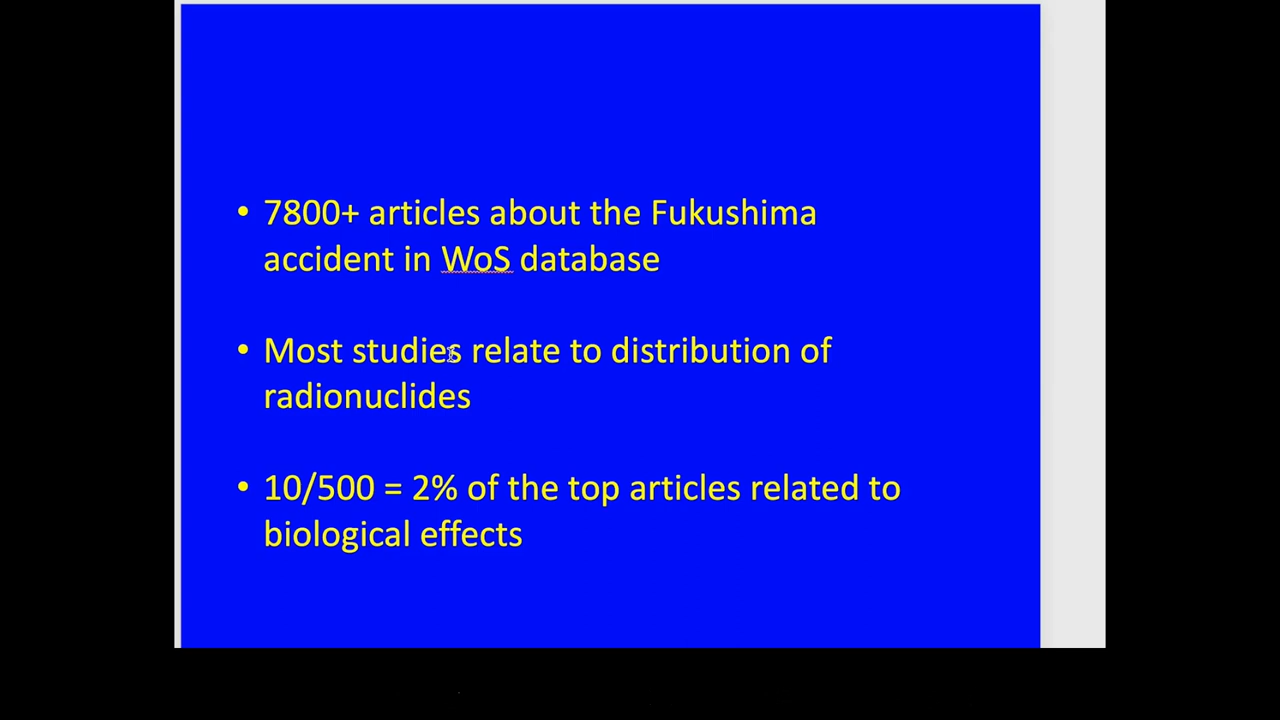 • 7800+ articles about the Fukushima
accident in WoS database
• Most studies relate to distribution of
radionuclides
• 10/500 = 2% of the top articles related to
biological effects